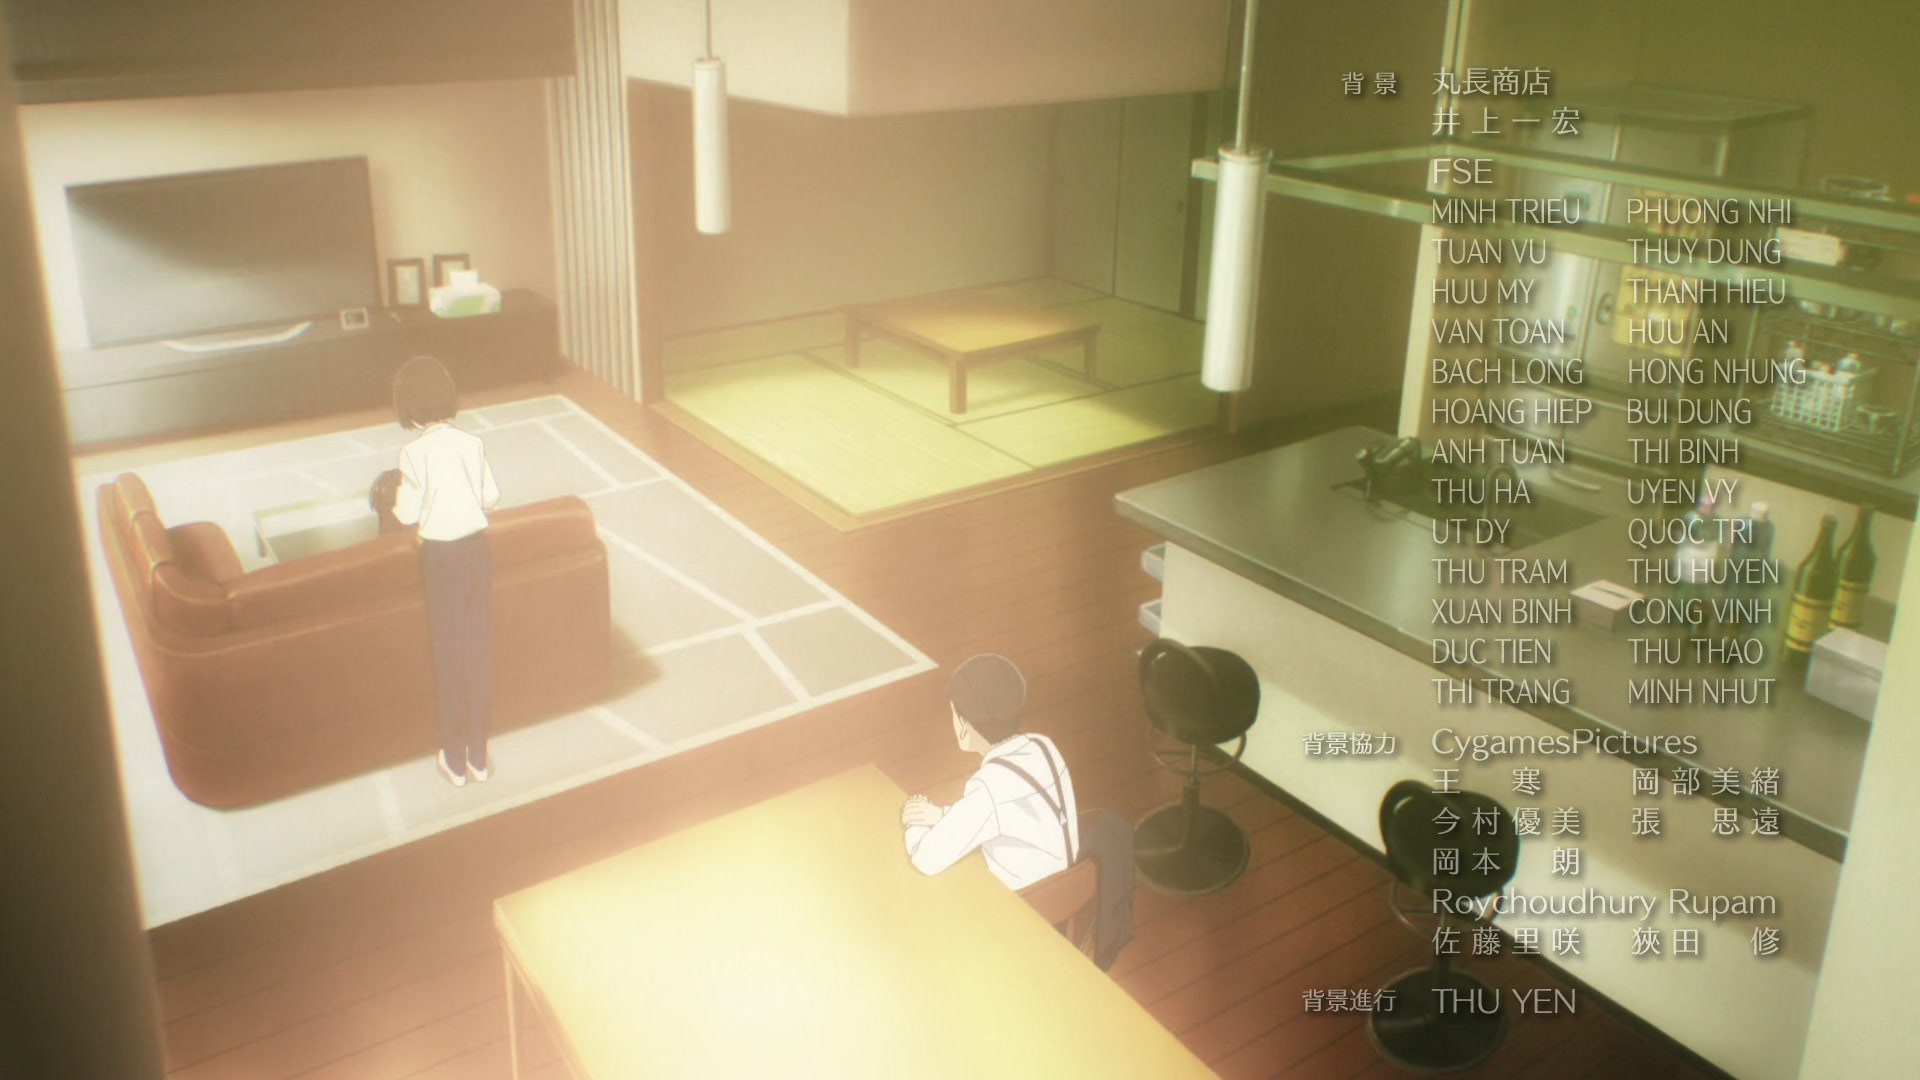 背景 丸長商店
井上一宏
FSE
MINH TRIEU PHUONG NHI
TUAN VU THUY DUNG
HUU MY THANH HIEU
VAN TOAN HUU AN
BACH LONG HONG NHUNG
HOANG HIEP BUI DUNG
ANH TUAN THI BINH
THU HA UYEN VY
UT DY QUOC TRI
THU TRAM THU HUYEN
XUAN BINH CONG VINH
DUC TIEN THU THAO
THI TRANG MINH NHUT
背景協力 CygamesPictures
王寒 岡部美緒
今村優美 張思遠
岡本朗
Roychoudhury Rupam
佐藤里咲 狹田修
背景進行 THU YEN